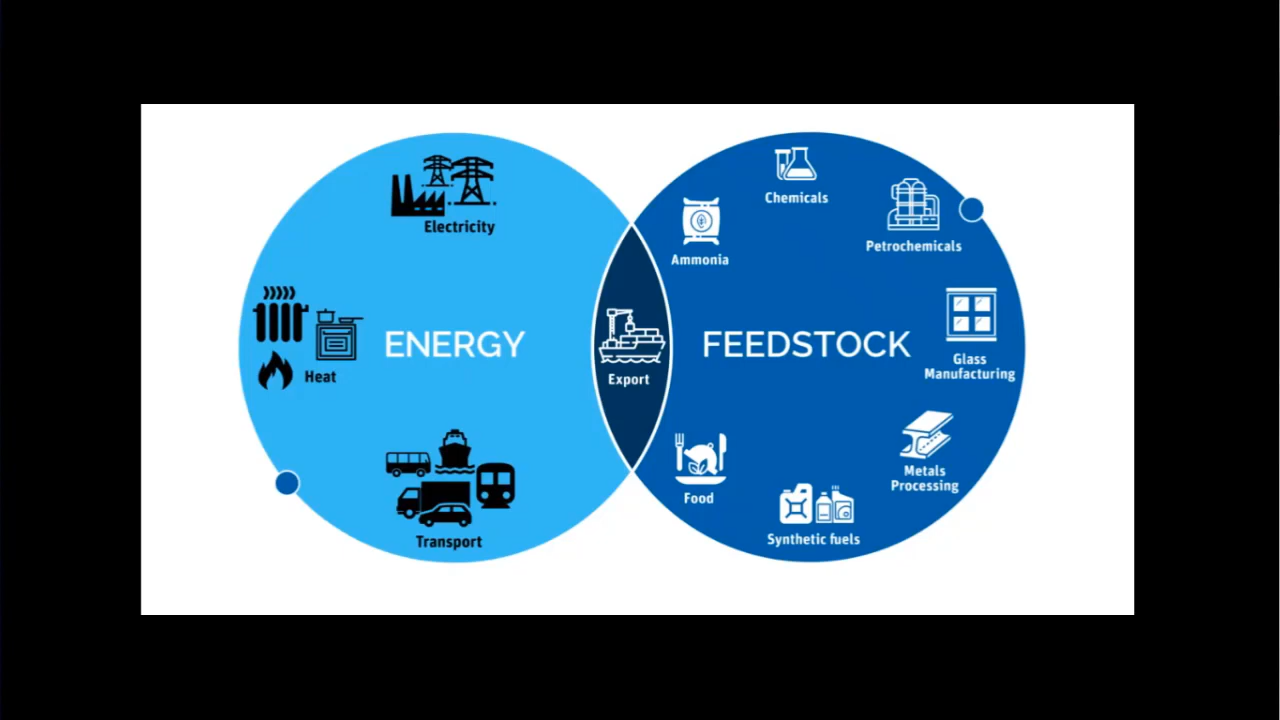 Electricity
ENERGY
Heat
Transport
Export
FEEDSTOCK
Chemicals
Petrochemicals
Ammonia
Glass
Manufacturing
Metals
Processing
Food
Synthetic fuels